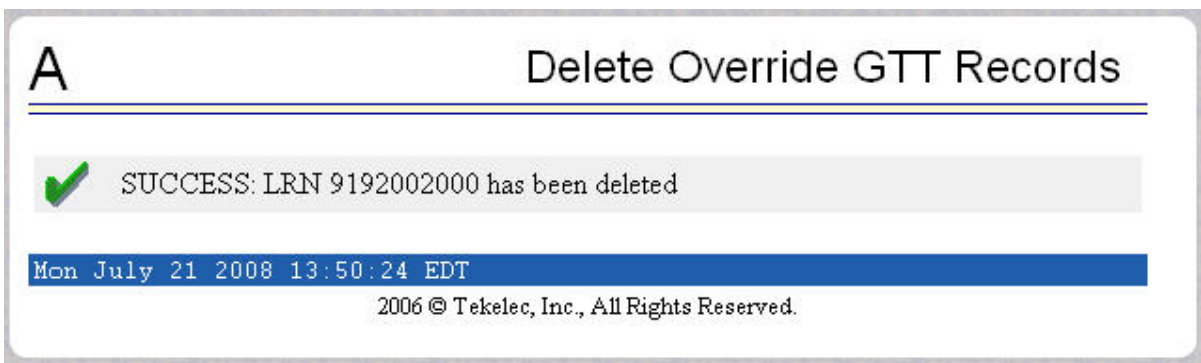 A Delete Override GTT Records
SUCCESS: LRN 9192002000 has been deleted
Mon July 21 2008 13:50:24 EDT
2006 © Tekelec, Inc., All Rights Reserved.